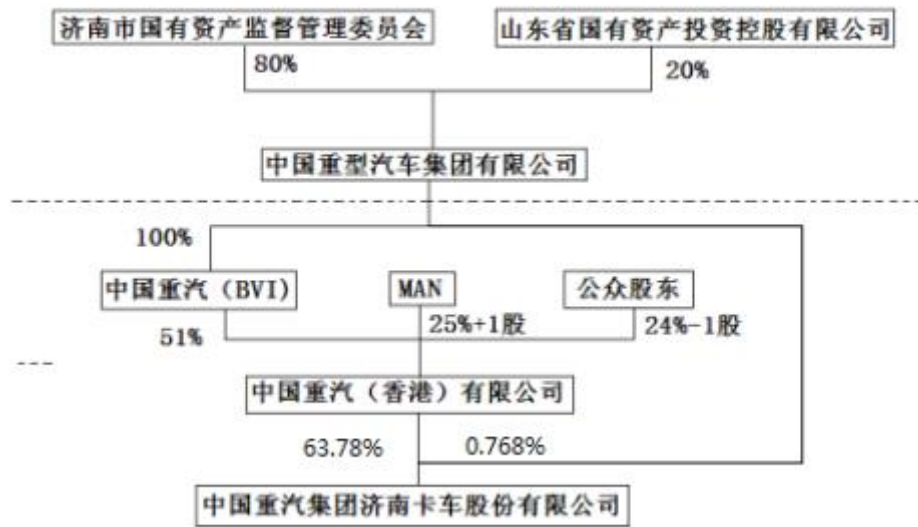 济南市国有资产监督管理委员会
山东省国有资产投资控股有限公司
80%
20%
中国重型汽车集团有限公司
100%
中国重汽（BVI）
MAN
公众股东
51%
25%+1股
24%-1股
中国重汽（香港）有限公司
63.78%
0.768%
中国重汽集团济南卡车股份有限公司